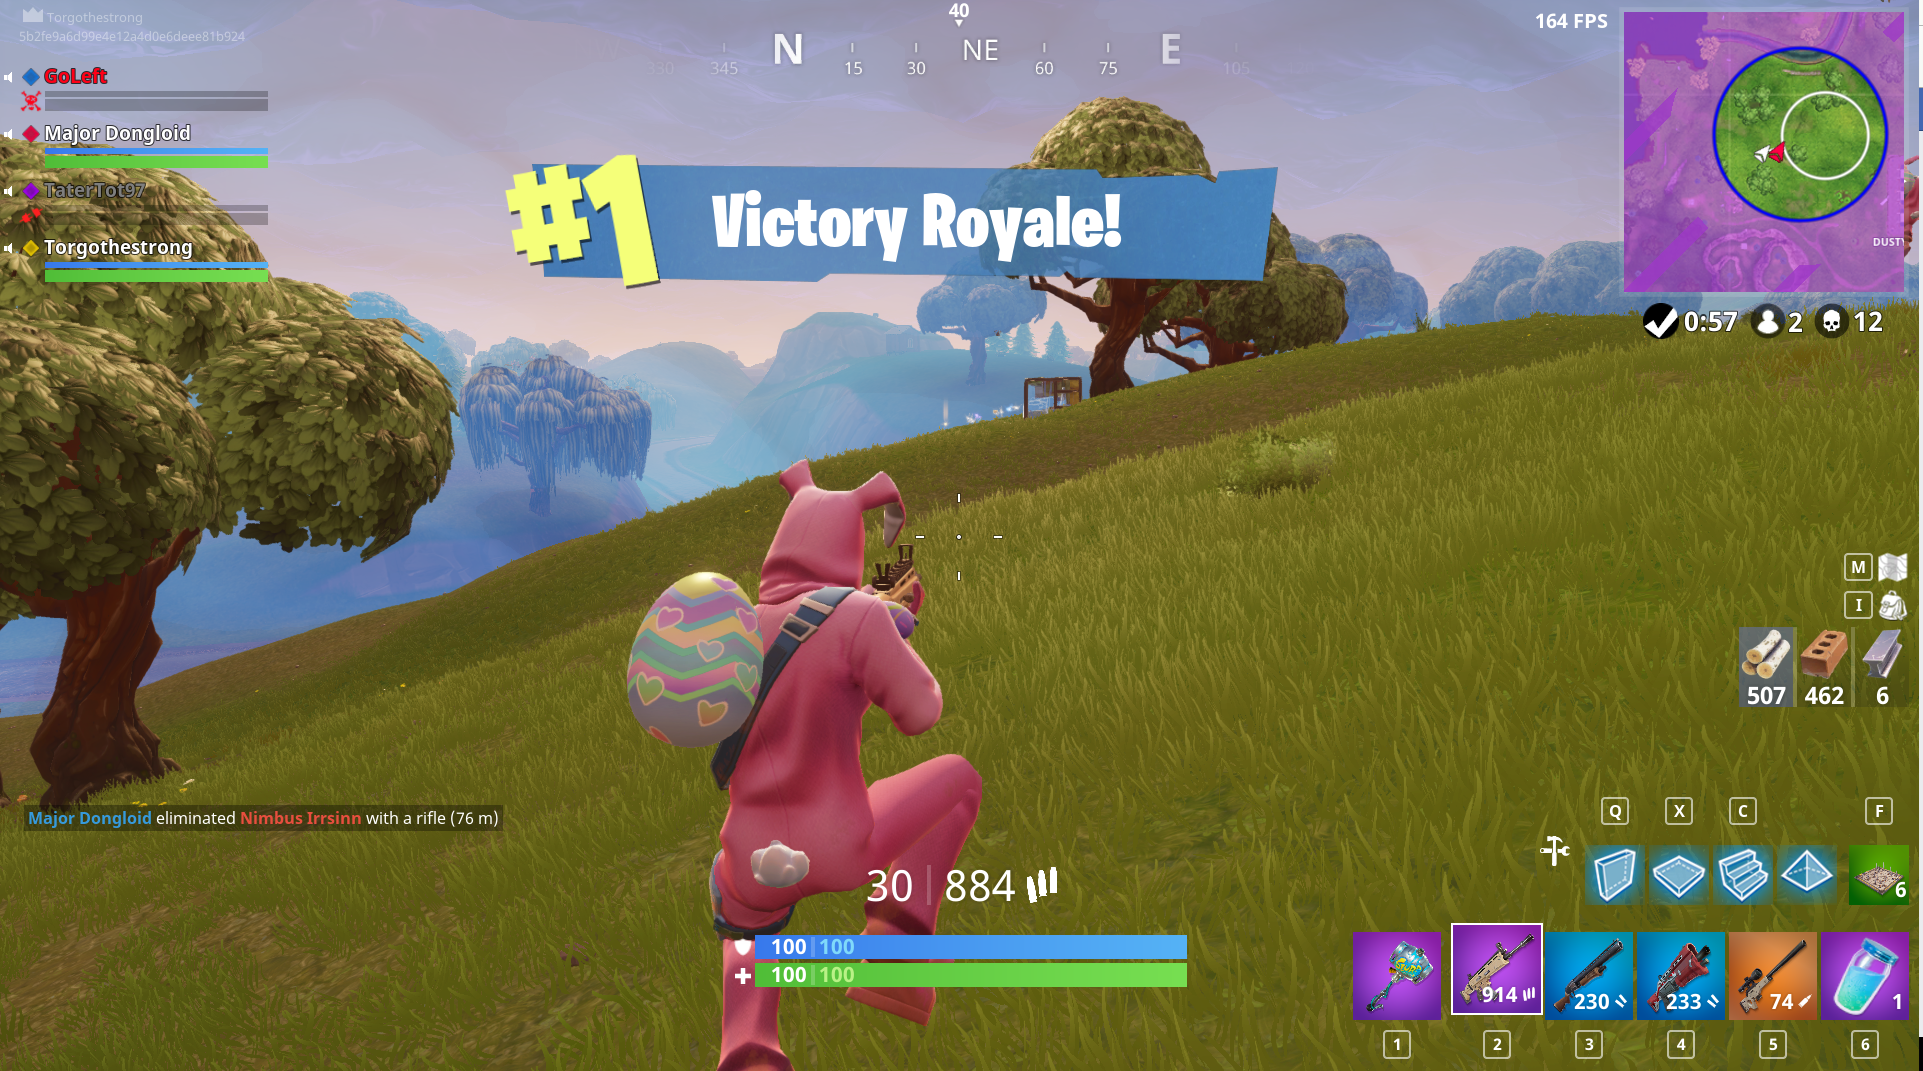 Torgothestrong
5b2fe9a6d99e4e12a4d0e6deee81b924
40
330 345 N 15 30 NE 60 75 E 105
164 FPS
GoLeft
Major Dongloid
TaterTot97
Torgothestrong
#1 Victory Royale!
DUSTY
0:57 2 12
M
I
507 462 6
Major Dongloid eliminated Nimbus Irrsinn with a rifle (76 m)
Q X C F
6
30 | 884
100 | 100
100 | 100
914 230 233 74 1
1 2 3 4 5 6